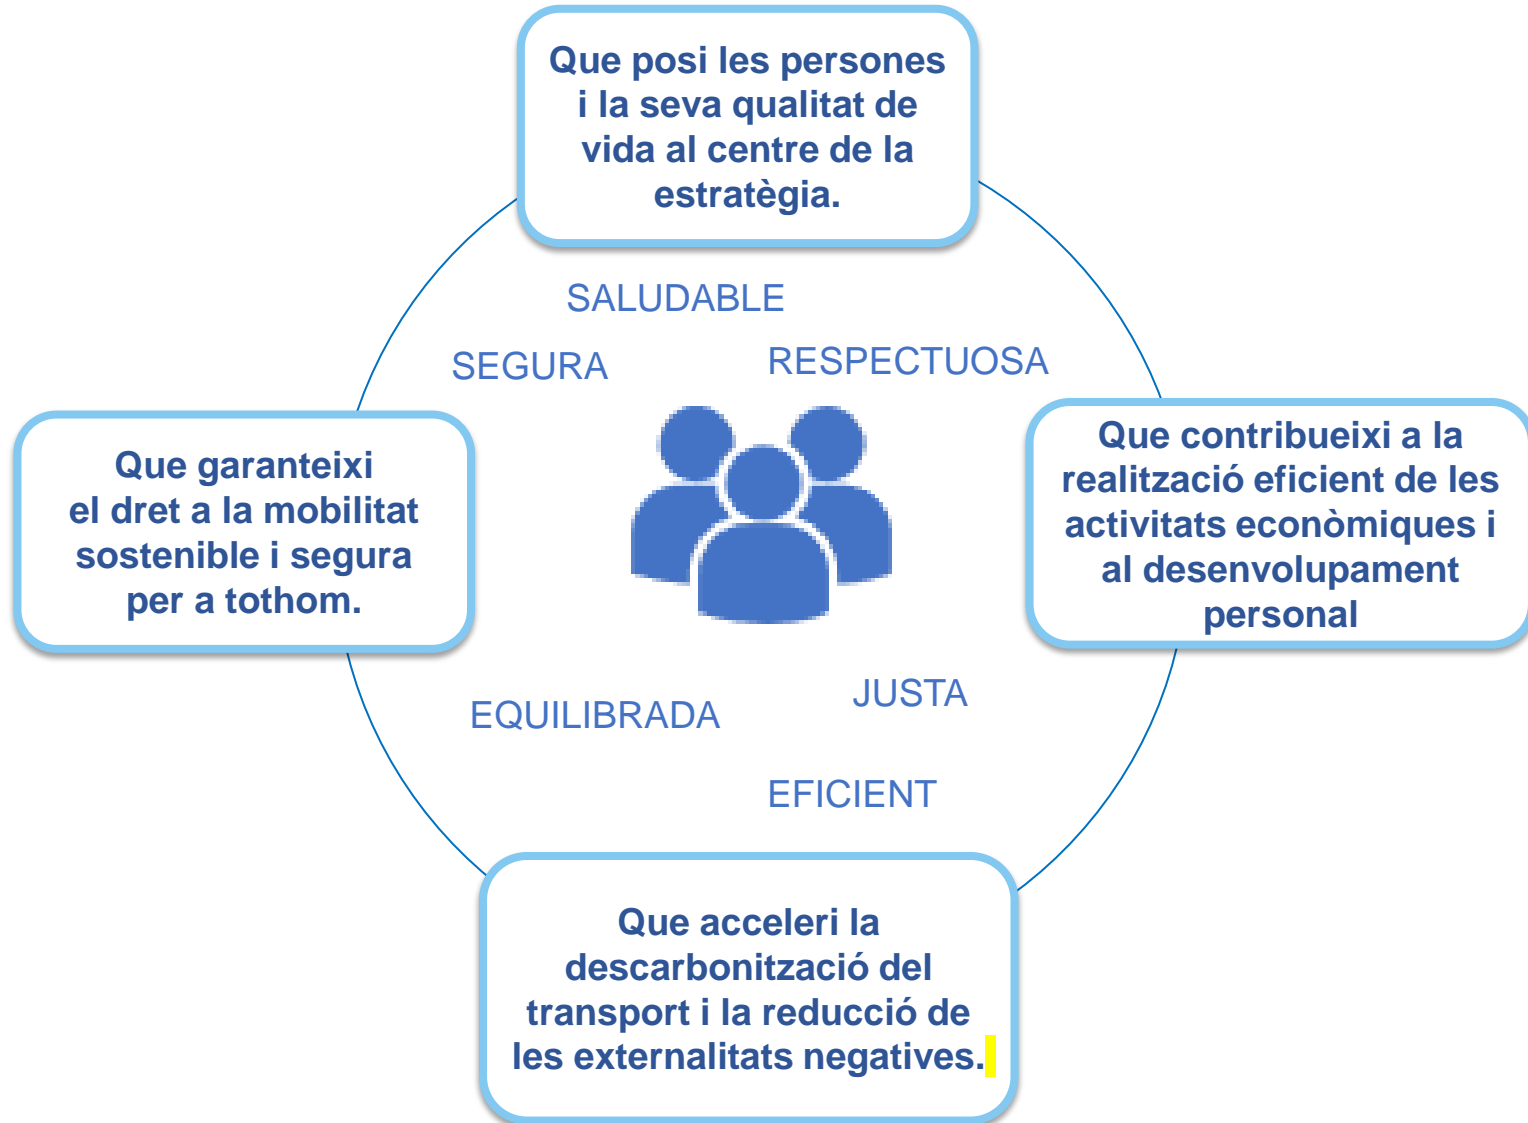 Que posi les persones
i la seva qualitat de
vida al centre de la
estratègia.
SALUDABLE
SEGURA
RESPECTUOSA
Que garanteixi
el dret a la mobilitat
sostenible i segura
per a tothom.
Que contribueixi a la
realització eficient de les
activitats econòmiques i
al desenvolupament
personal
EQUILIBRADA
JUSTA
EFICIENT
Que acceleri la
descarbonització del
transport i la reducció de
les externalitats negatives.